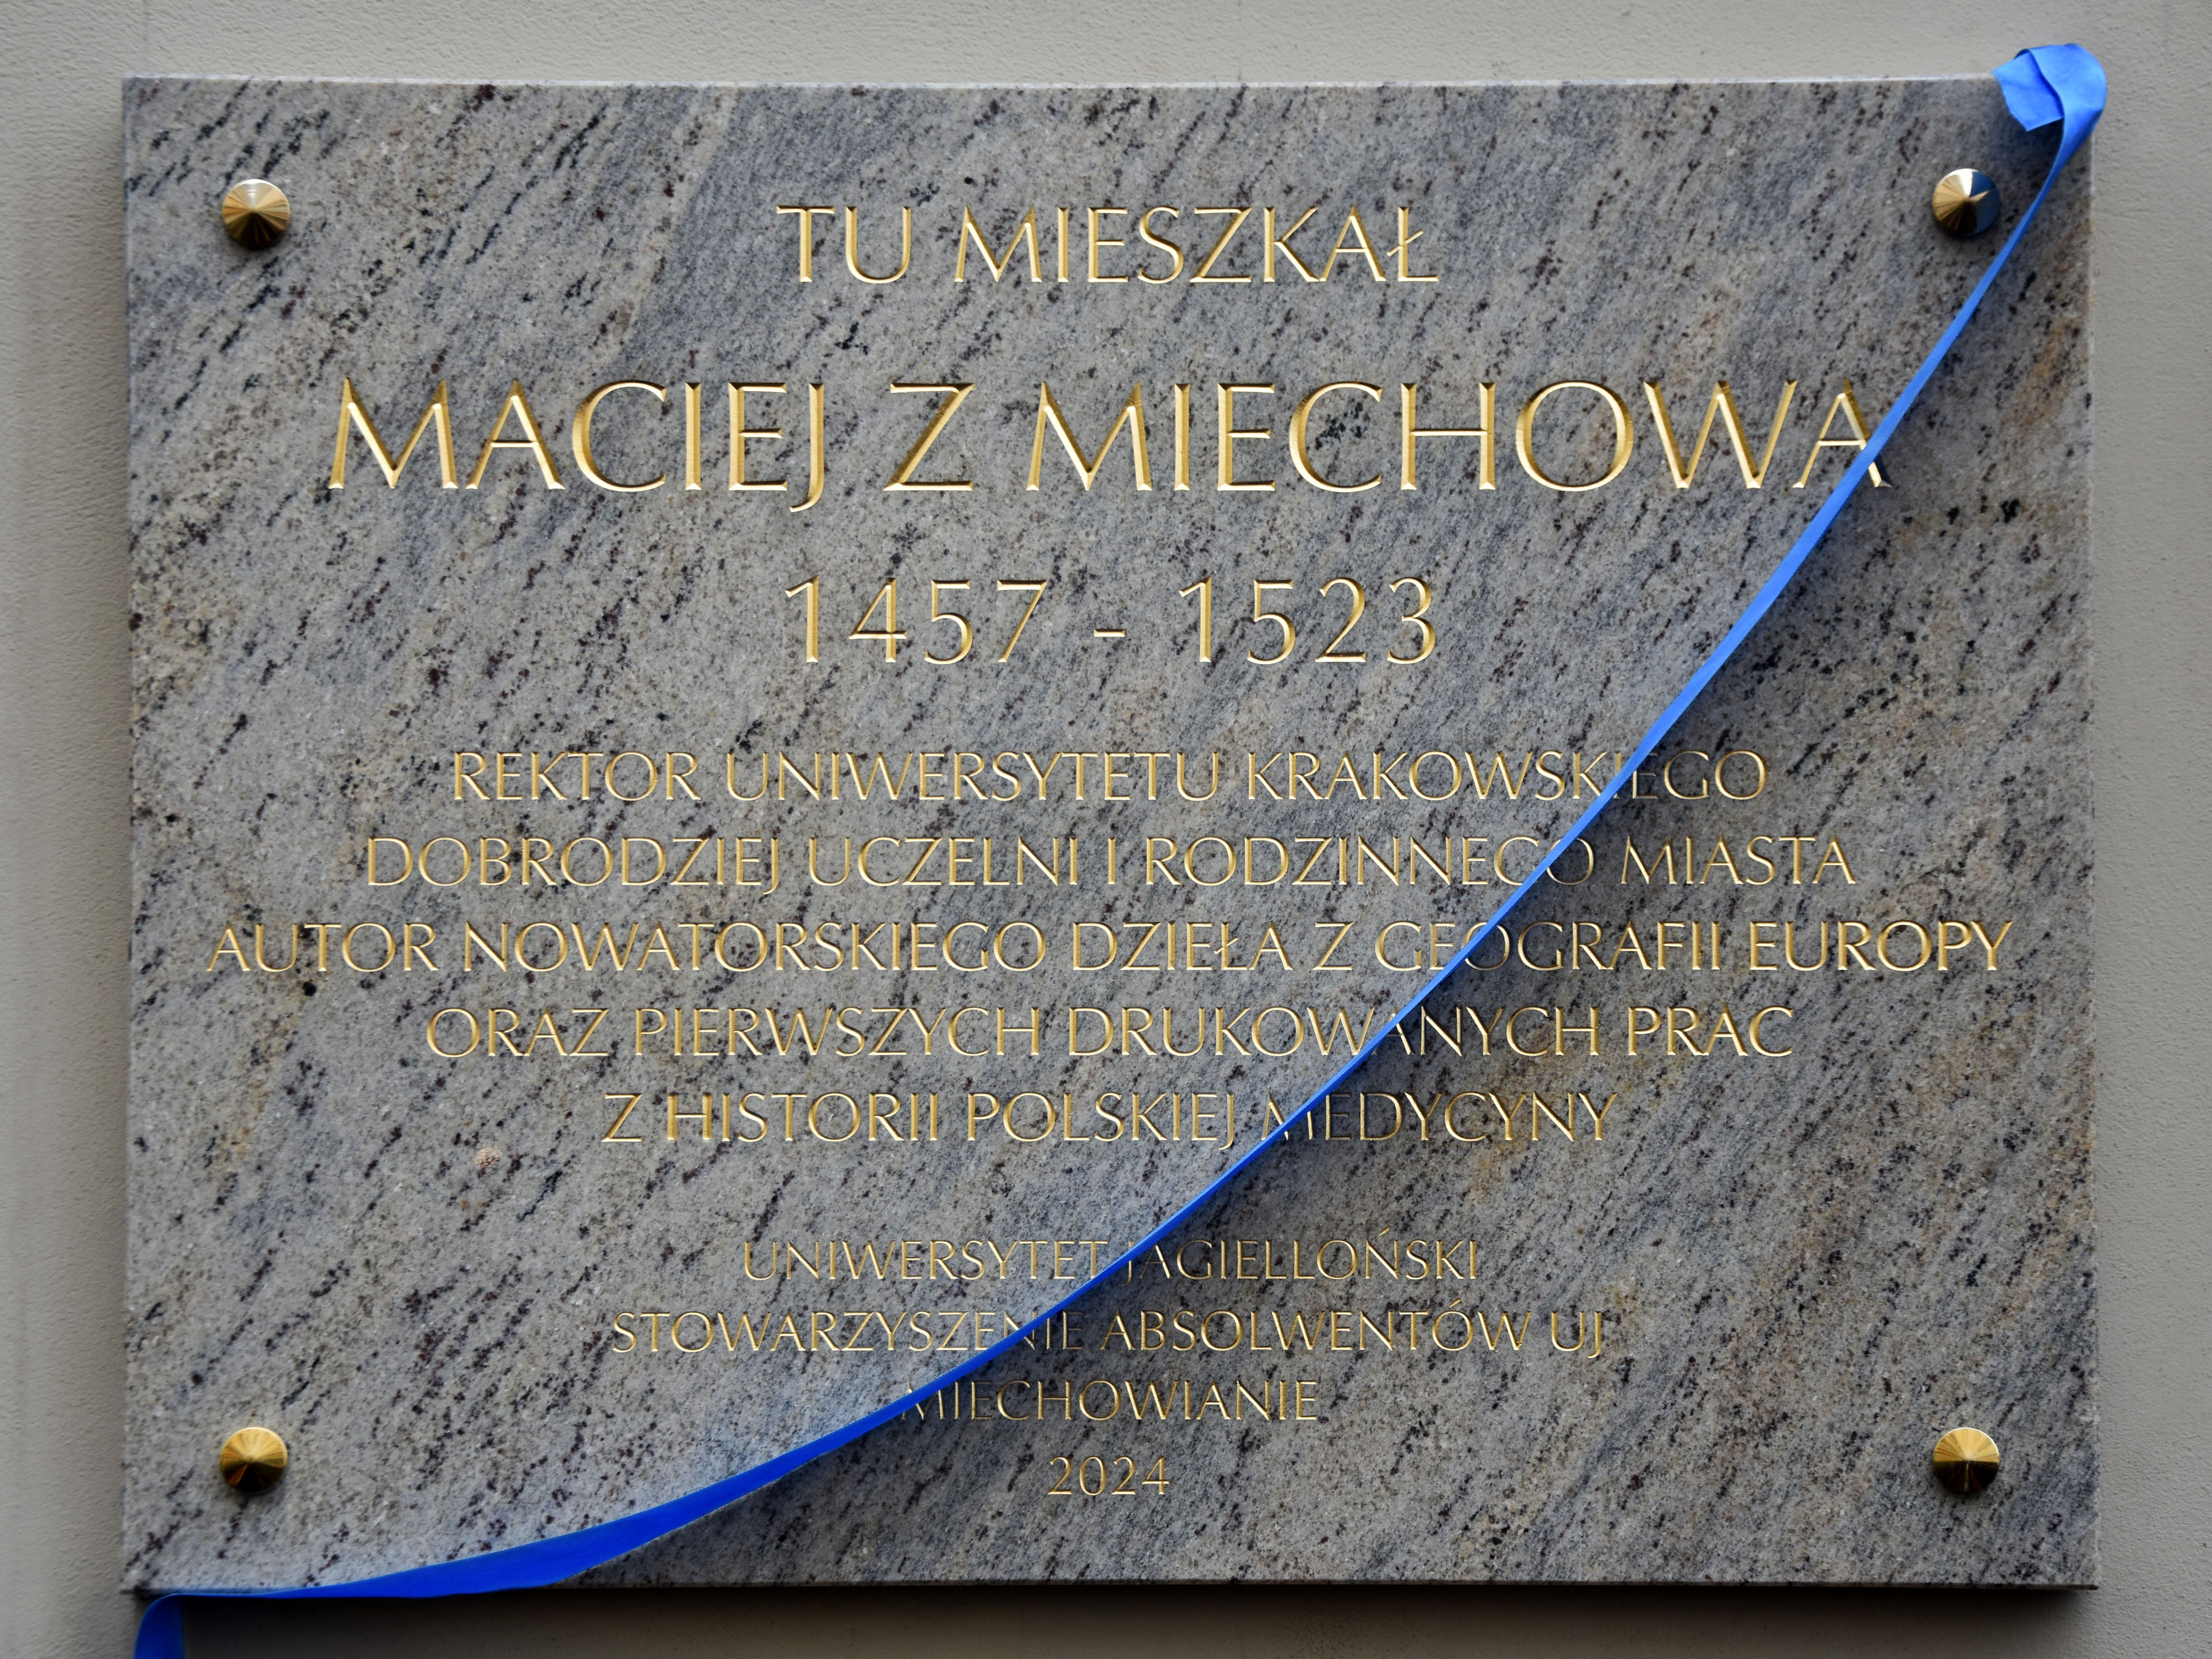 TU MIESZKAŁ
MACIEJ Z MIECHOWA
1457 - 1523
REKTOR UNIWERSYTETU KRAKOWSKIEGO
DOBRODZIEJ UCZELNI I RODZINNEGO MIASTA
AUTOR NOWATORSKIEGO DZIEŁA Z GEOGRAFII EUROPY
ORAZ PIERWSZYCH DRUKOWANYCH PRAC
Z HISTORII POLSKIEJ MEDYCYNY
UNIWERSYTET JAGIELLOŃSKI
STOWARZYSZENIE ABSOLWENTÓW UJ
MIECHOWIANIE
2024